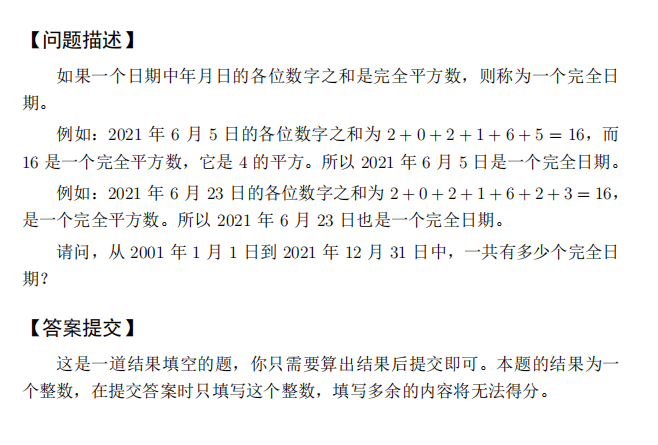 【问题描述】
如果一个日期中年月日的各位数字之和是完全平方数，则称为一个完全日
期。
例如：2021 年 6 月 5 日的各位数字之和为 2 + 0 + 2 + 1 + 6 + 5 = 16，而
16 是一个完全平方数，它是 4 的平方。所以 2021 年 6 月 5 日是一个完全日期。
例如：2021 年 6 月 23 日的各位数字之和为 2 + 0 + 2 + 1 + 6 + 2 + 3 = 16，
是一个完全平方数。所以 2021 年 6 月 23 日也是一个完全日期。
请问，从 2001 年 1 月 1 日到 2021 年 12 月 31 日中，一共有多少个完全日
期？
【答案提交】
这是一道结果填空的题，你只需要算出结果后提交即可。本题的结果为一
个整数，在提交答案时只填写这个整数，填写多余的内容将无法得分。